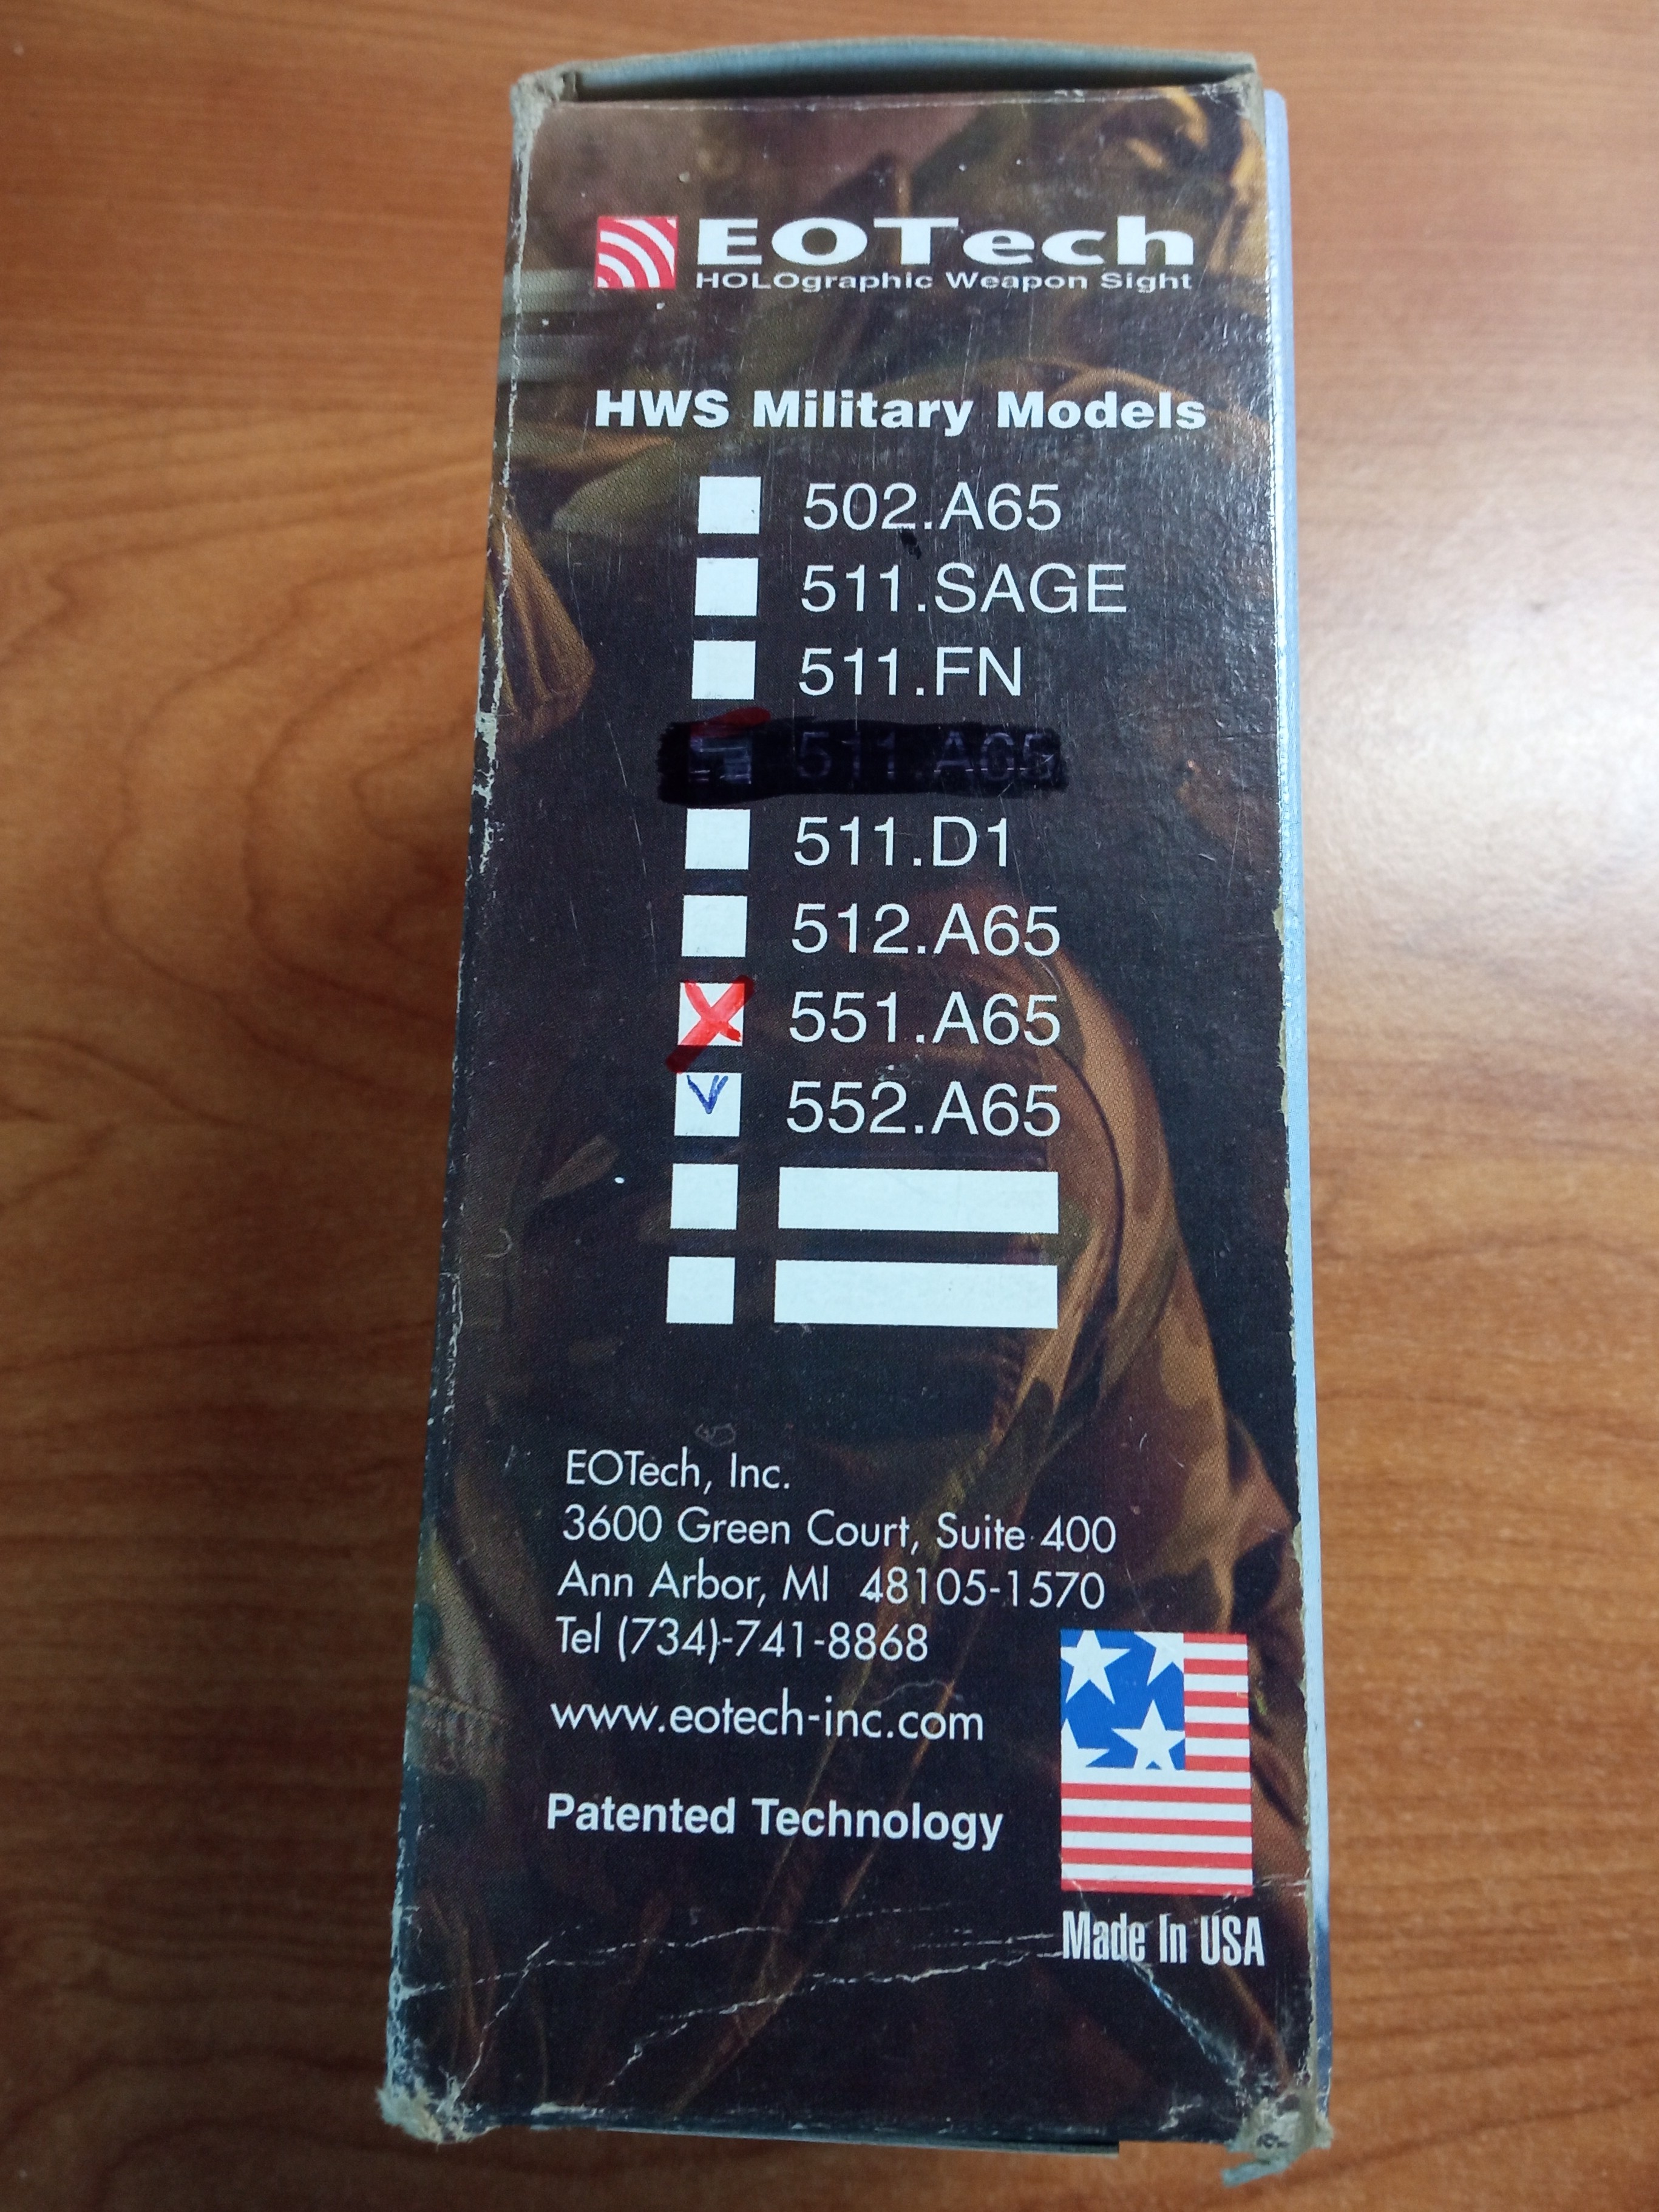 EOTech
HOLOgraphic Weapon Sight
HWS Military Models
502.A65
511.SAGE
511.FN
511.A65
511.D1
512.A65
551.A65
552.A65
EOTech, Inc.
3600 Green Court, Suite 400
Ann Arbor, MI 48105-1570
Tel (734)-741-8868
www.eotech-inc.com
Patented Technology
Made In USA